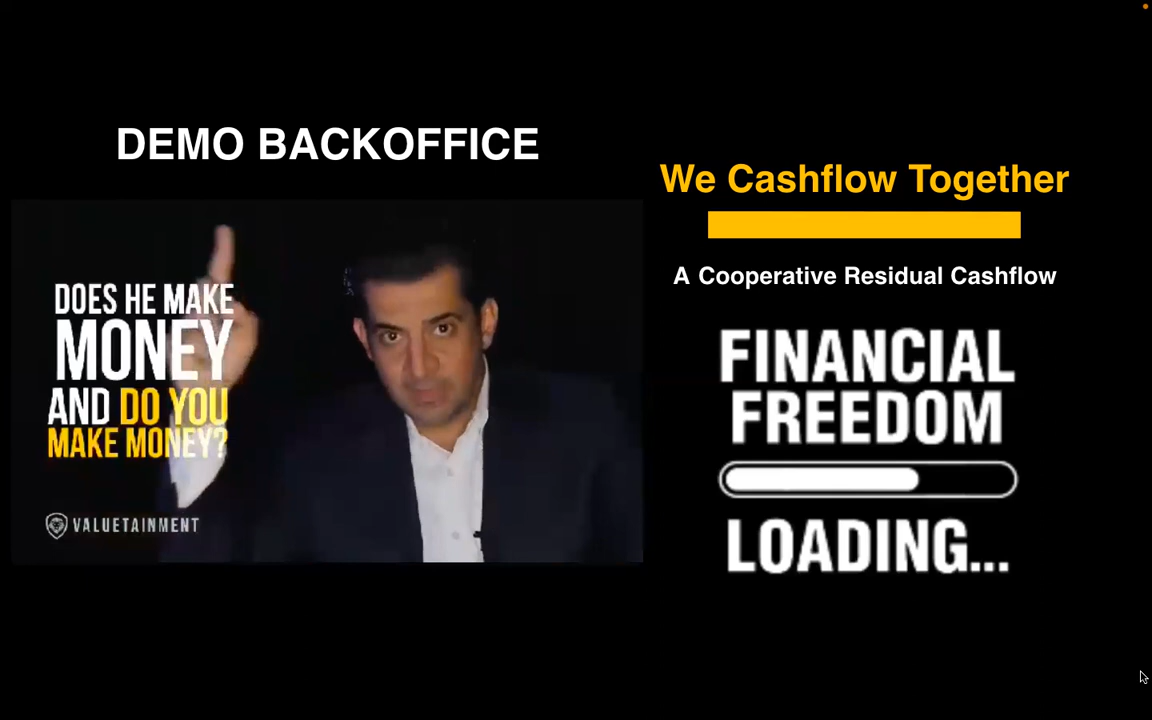 DEMO BACKOFFICE
DOES HE MAKE
MONEY
AND DO YOU
MAKE MONEY?
VALUETAINMENT
We Cashflow Together
A Cooperative Residual Cashflow
FINANCIAL
FREEDOM
LOADING...